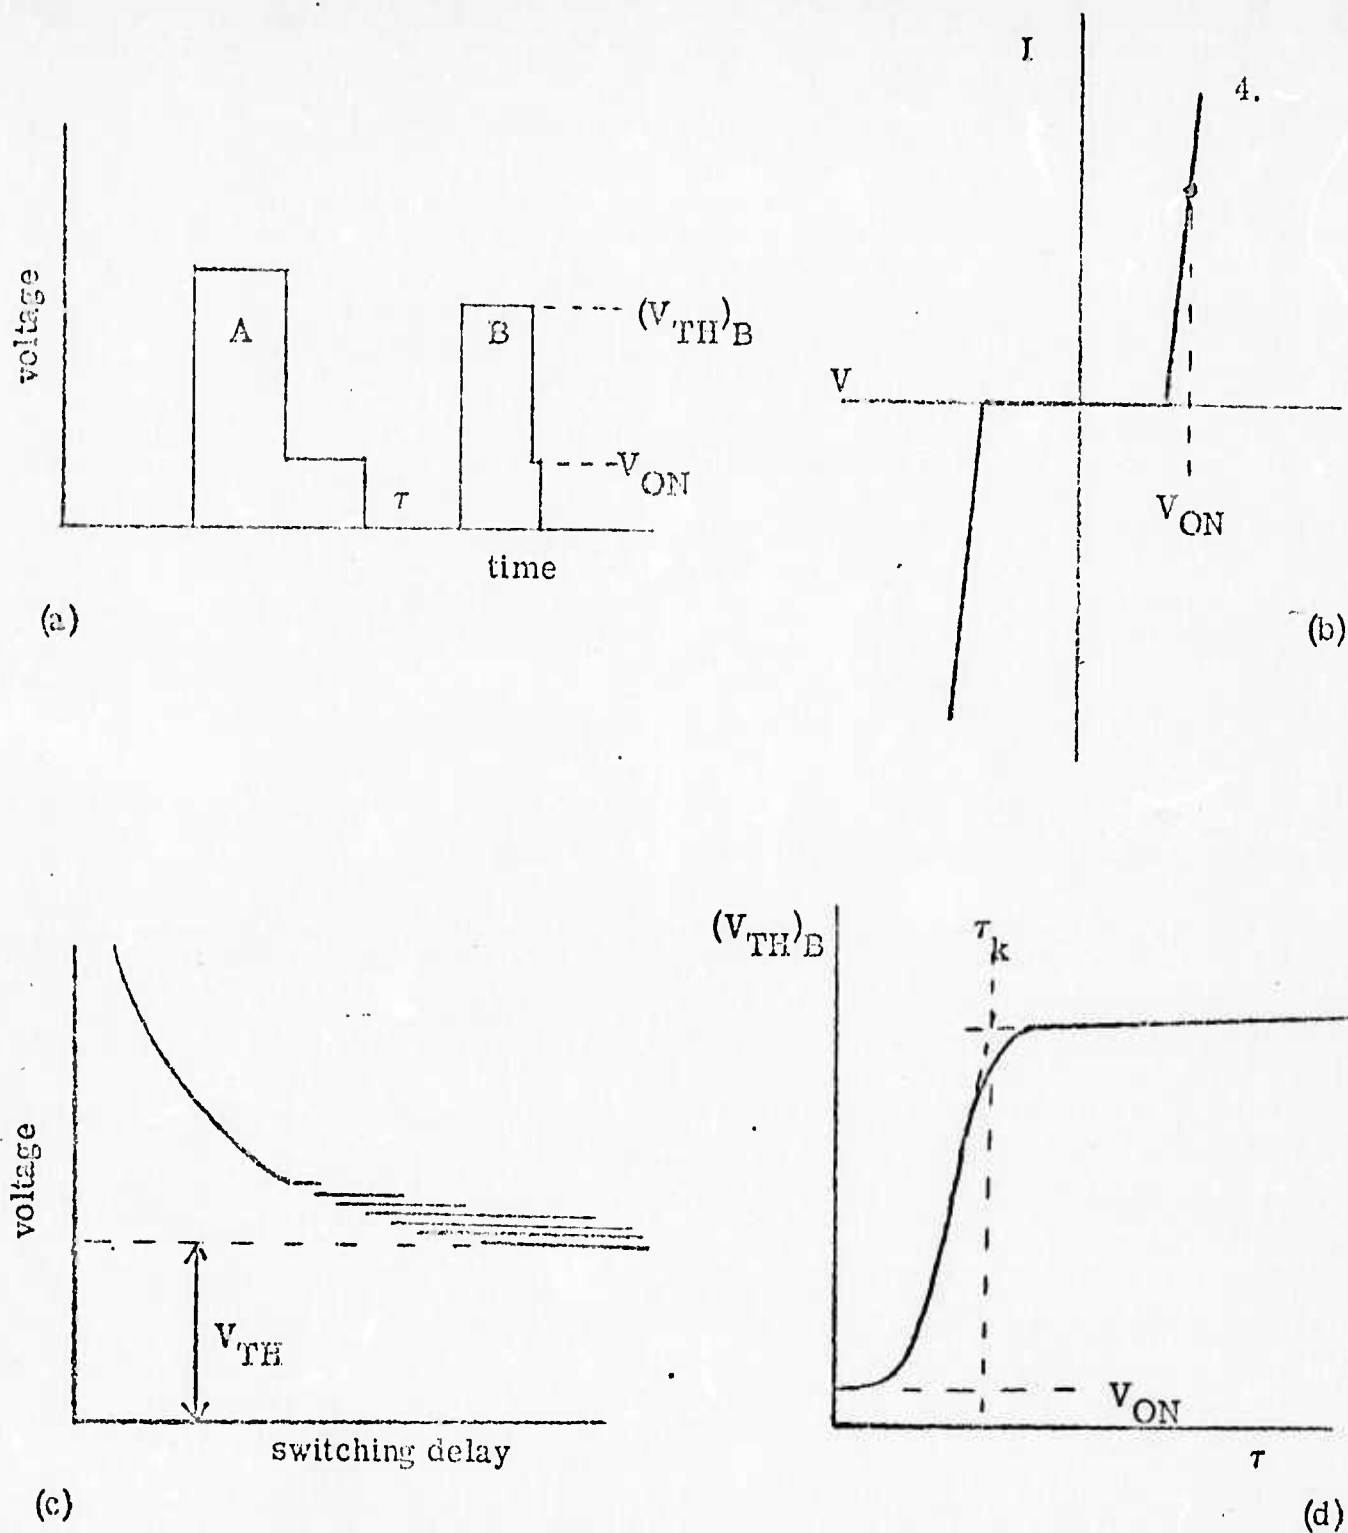 4.
voltage
A
B
(V_TH)_B
V_ON
τ
time
(a)
I
V
V_ON
(b)
voltage
V_TH
switching delay
(c)
(V_TH)_B
τ_k
V_ON
τ
(d)